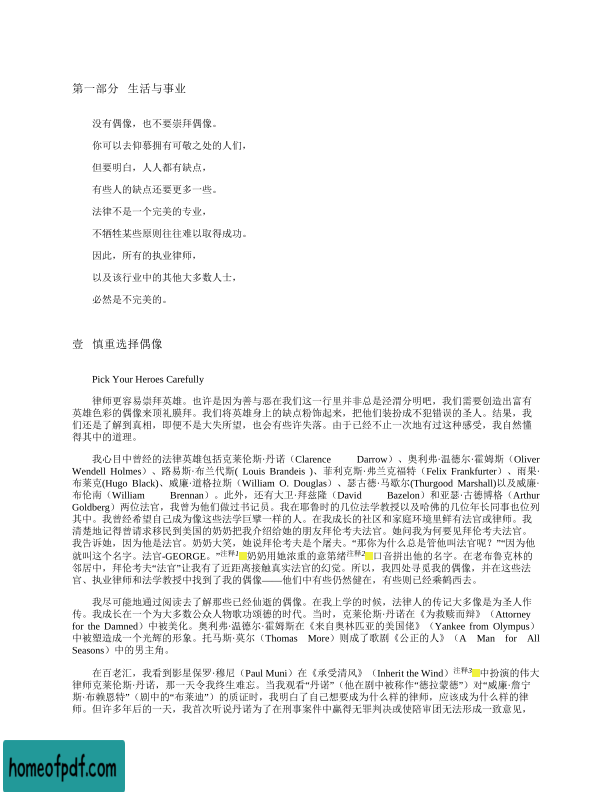 第一部分 生活与事业
没有偶像，也不要崇拜偶像。
你可以去仰慕拥有可敬之处的人们，
但要明白，人人都有缺点，
有些人的缺点还要更多一些。
法律不是一个完美的专业，
不牺牲某些原则往往难以取得成功。
因此，所有的执业律师，
以及该行业中的其他大多数人士，
必然是不完美的。
壹 慎重选择偶像
Pick Your Heroes Carefully
律师更容易崇拜英雄。也许是因为善与恶在我们这一行里并非总是泾渭分明吧，我们需要创造出富有
英雄色彩的偶像来顶礼膜拜。我们将英雄身上的缺点粉饰起来，把他们装扮成不犯错误的圣人。结果，我
们还是了解到真相，即便不是大失所望，也会有些许失落。由于已经不止一次地有过这种感受，我自然懂
得其中的道理。
我心目中曾经的法律英雄包括克莱伦斯·丹诺（Clarence Darrow）、奥利弗·温德尔·霍姆斯（Oliver
Wendell Holmes）、路易斯·布兰代斯( Louis Brandeis )、菲利克斯·弗兰克福特（Felix Frankfurter）、雨果·
布莱克(Hugo Black)、威廉·道格拉斯（William O. Douglas）、瑟古德·马歇尔(Thurgood Marshall)以及威廉·
布伦南（William Brennan）。此外，还有大卫·拜兹隆（David Bazelon）和亚瑟·古德博格（Arthur
Goldberg）两位法官，我曾为他们做过书记员。我在耶鲁时的几位法学教授以及哈佛的几位年长同事也位列
其中。我曾经希望自己成为像这些法学巨擘一样的人。在我成长的社区和家庭环境里鲜有法官或律师。我
清楚地记得曾请求移民到美国的奶奶把我介绍给她的朋友拜伦考夫法官。她问我为何要见拜伦考夫法官。
我告诉她，因为他是法官。奶奶大笑，她说拜伦考夫是个屠夫。“那你为什么总是管他叫法官呢？”“因为他
就叫这个名字。法官-GEORGE。”注释1奶奶用她浓重的意第绪注释2口音拼出他的名字。在老布鲁克林的
邻居中，拜伦考夫“法官”让我有了近距离接触真实法官的幻觉。所以，我四处寻觅我的偶像，并在这些法
官、执业律师和法学教授中找到了我的偶像——他们中有些仍然健在，有些则已经乘鹤西去。
我尽可能地通过阅读去了解那些已经仙逝的偶像。在我上学的时候，法律人的传记大多像是为圣人作
传。我成长在一个为大多数公众人物歌功颂德的时代。当时，克莱伦斯·丹诺在《为救赎而辩》（Attorney
for the Damned）中被美化。奥利弗·温德尔·霍姆斯在《来自奥林匹亚的美国佬》（Yankee from Olympus）
中被塑造成一个光辉的形象。托马斯·莫尔（Thomas More）则成了歌剧《公正的人》（A Man for All
Seasons）中的男主角。
在百老汇，我看到影星保罗·穆尼（Paul Muni）在《承受清风》（Inherit the Wind）注释3中扮演的伟大
律师克莱伦斯·丹诺，那一天令我终生难忘。当我观看“丹诺”（他在剧中被称作“德拉蒙德”）对“威廉·詹宁
斯·布赖恩特”（剧中的“布莱迪”）的质证时，我明白了自己想要成为什么样的律师，应该成为什么样的律
师。但许多年后的一天，我首次听说丹诺为了在刑事案件中赢得无罪判决或使陪审团无法形成一致意见，
homeofpdf.com